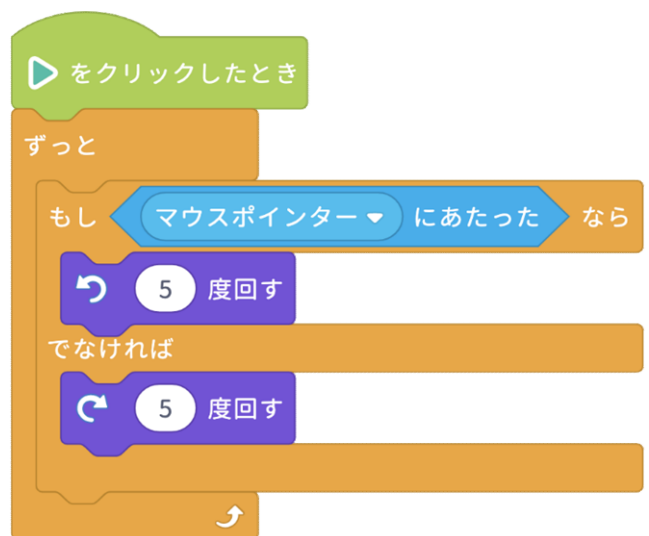 をクリックしたとき
ずっと
もし マウスポインター にあたった なら
5 度回す
でなければ
5 度回す